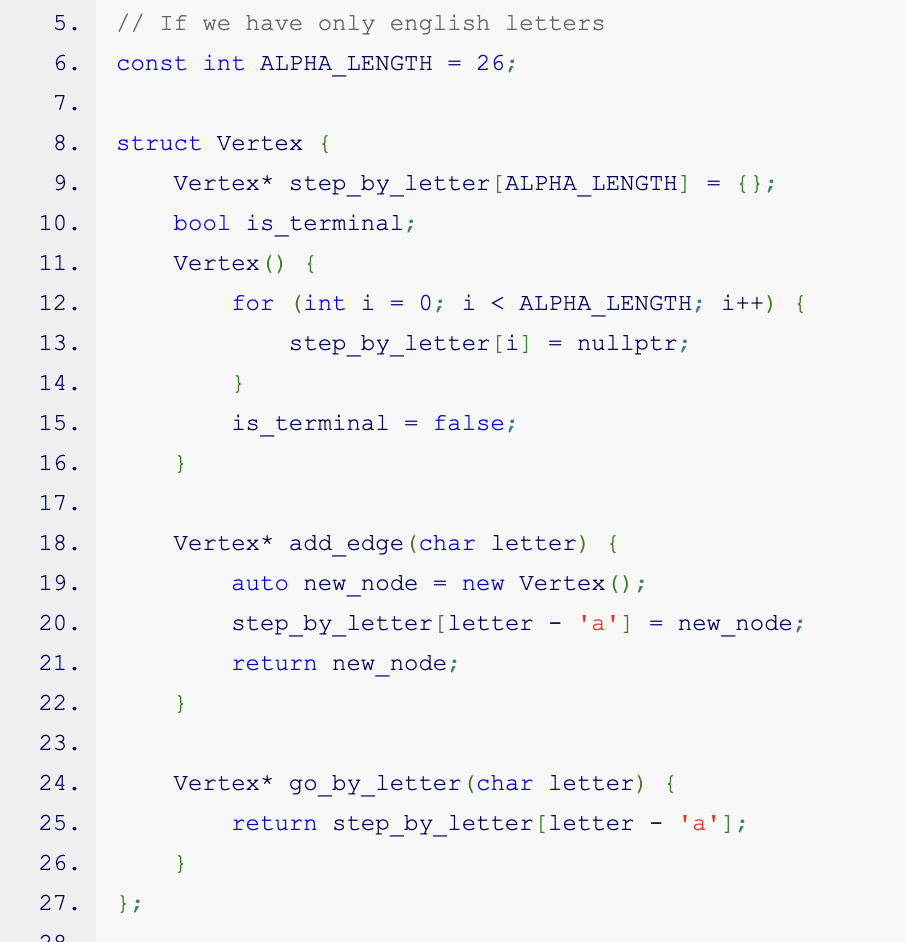 5. // If we have only english letters
6. const int ALPHA_LENGTH = 26;
7.
8. struct Vertex {
9.     Vertex* step_by_letter[ALPHA_LENGTH] = {};
10.     bool is_terminal;
11.     Vertex() {
12.         for (int i = 0; i < ALPHA_LENGTH; i++) {
13.             step_by_letter[i] = nullptr;
14.         }
15.         is_terminal = false;
16.     }
17.
18.     Vertex* add_edge(char letter) {
19.         auto new_node = new Vertex();
20.         step_by_letter[letter - 'a'] = new_node;
21.         return new_node;
22.     }
23.
24.     Vertex* go_by_letter(char letter) {
25.         return step_by_letter[letter - 'a'];
26.     }
27. };
28.